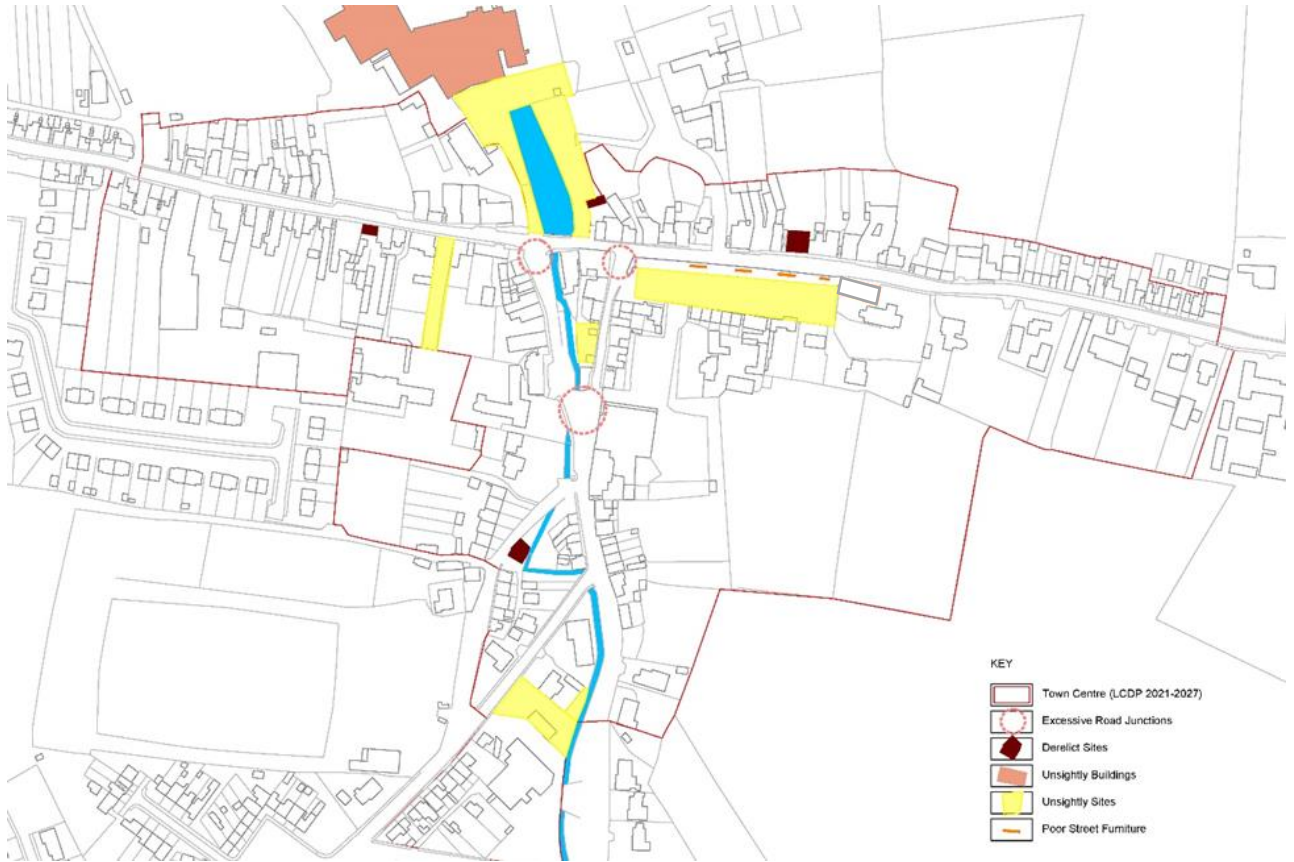 KEY
Town Centre (LCDP 2021-2027)
Excessive Road Junctions
Derelict Sites
Unsightly Buildings
Unsightly Sites
Poor Street Furniture